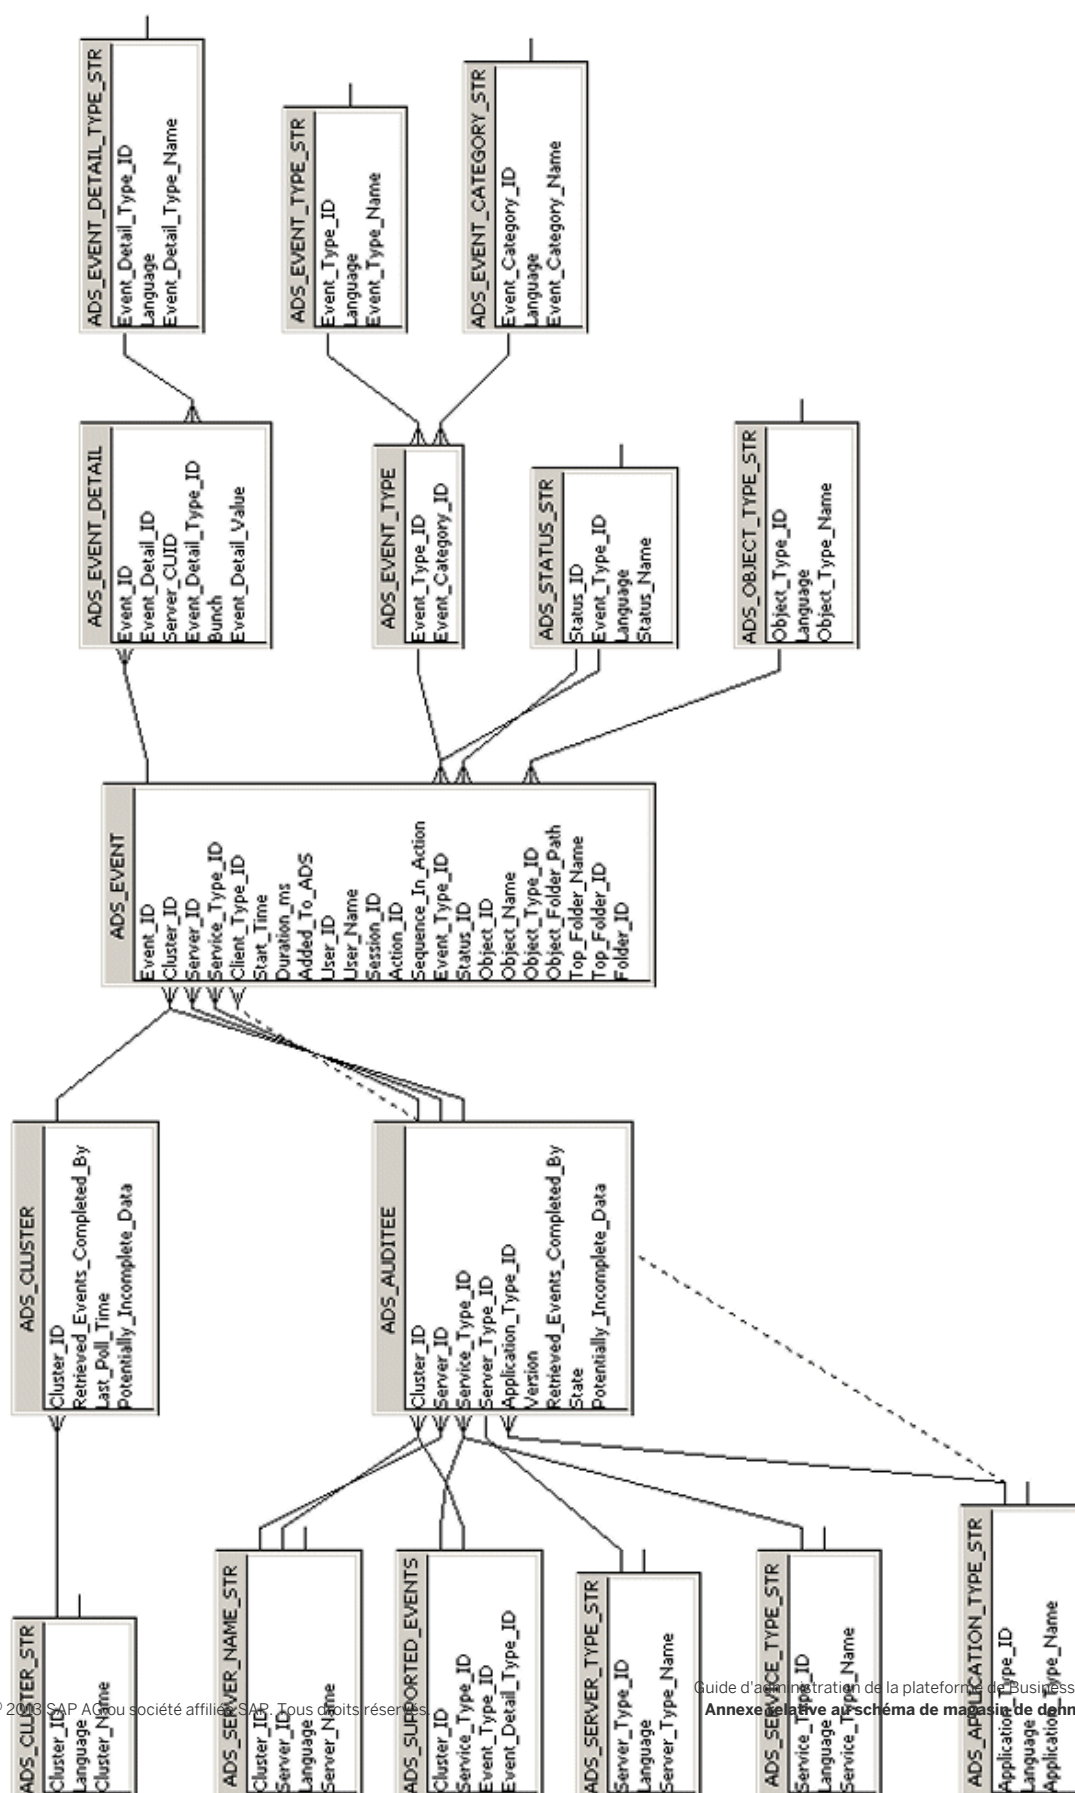 ADS_EVENT_DETAIL_TYPE_STR
Event_Detail_Type_ID
Language
Event_Detail_Type_Name
ADS_EVENT_TYPE_STR
Event_Type_ID
Language
Event_Type_Name
ADS_EVENT_CATEGORY_STR
Event_Category_ID
Language
Event_Category_Name
ADS_EVENT_DETAIL
Event_ID
Event_Detail_ID
Server_CUID
Event_Detail_Type_ID
Bunch
Event_Detail_Value
ADS_EVENT_TYPE
Event_Type_ID
Event_Category_ID
ADS_STATUS_STR
Status_ID
Event_Type_ID
Language
Status_Name
ADS_OBJECT_TYPE_STR
Object_Type_ID
Language
Object_Type_Name
ADS_EVENT
Event_ID
Cluster_ID
Server_ID
Service_Type_ID
Client_Type_ID
Start_Time
Duration_ms
Added_To_ADS
User_ID
User_Name
Session_ID
Action_ID
Sequence_In_Action
Event_Type_ID
Status_ID
Object_ID
Object_Name
Object_Type_ID
Object_Folder_Path
Top_Folder_Name
Top_Folder_ID
Folder_ID
ADS_CLUSTER
Cluster_ID
Retrieved_Events_Completed_By
Last_Poll_Time
Potentially_Incomplete_Data
ADS_AUDITEE
Cluster_ID
Server_ID
Service_Type_ID
Server_Type_ID
Application_Type_ID
Version
Retrieved_Events_Completed_By
State
Potentially_Incomplete_Data
ADS_CLUSTER_STR
Cluster_ID
Language
Cluster_Name
ADS_SERVER_NAME_STR
Cluster_ID
Server_ID
Language
Server_Name
ADS_SUPPORTED_EVENTS
Cluster_ID
Service_Type_ID
Event_Type_ID
Event_Detail_Type_ID
ADS_SERVER_TYPE_STR
Server_Type_ID
Language
Server_Type_Name
ADS_SERVICE_TYPE_STR
Service_Type_ID
Language
Service_Type_Name
ADS_APPLICATION_TYPE_STR
Application_Type_ID
Language
Application_Type_Name
Guide d'administration de la plateforme de Business
© 2013 SAP AG ou société affiliée SAP. Tous droits réservés.
Annexe relative au schéma de magasin de donn